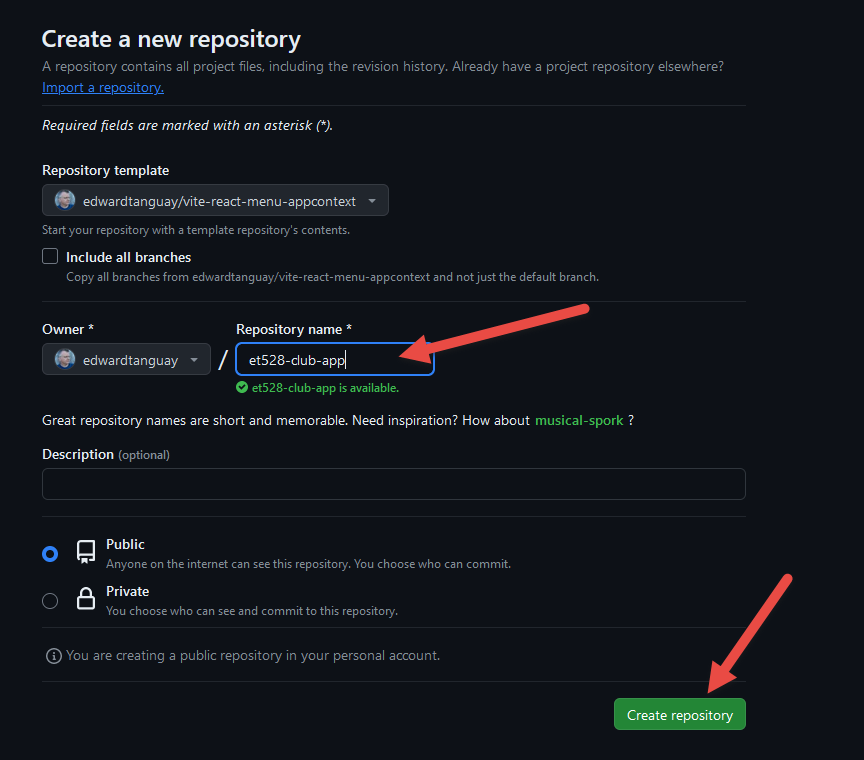 Create a new repository
A repository contains all project files, including the revision history. Already have a project repository elsewhere?
Import a repository.
Required fields are marked with an asterisk (*).
Repository template
edwardtanguay/vite-react-menu-appcontext
Start your repository with a template repository's contents.
Include all branches
Copy all branches from edwardtanguay/vite-react-menu-appcontext and not just the default branch.
Owner * Repository name *
edwardtanguay / et528-club-app
et528-club-app is available.
Great repository names are short and memorable. Need inspiration? How about musical-spork ?
Description (optional)
Public
Anyone on the internet can see this repository. You choose who can commit.
Private
You choose who can see and commit to this repository.
You are creating a public repository in your personal account.
Create repository